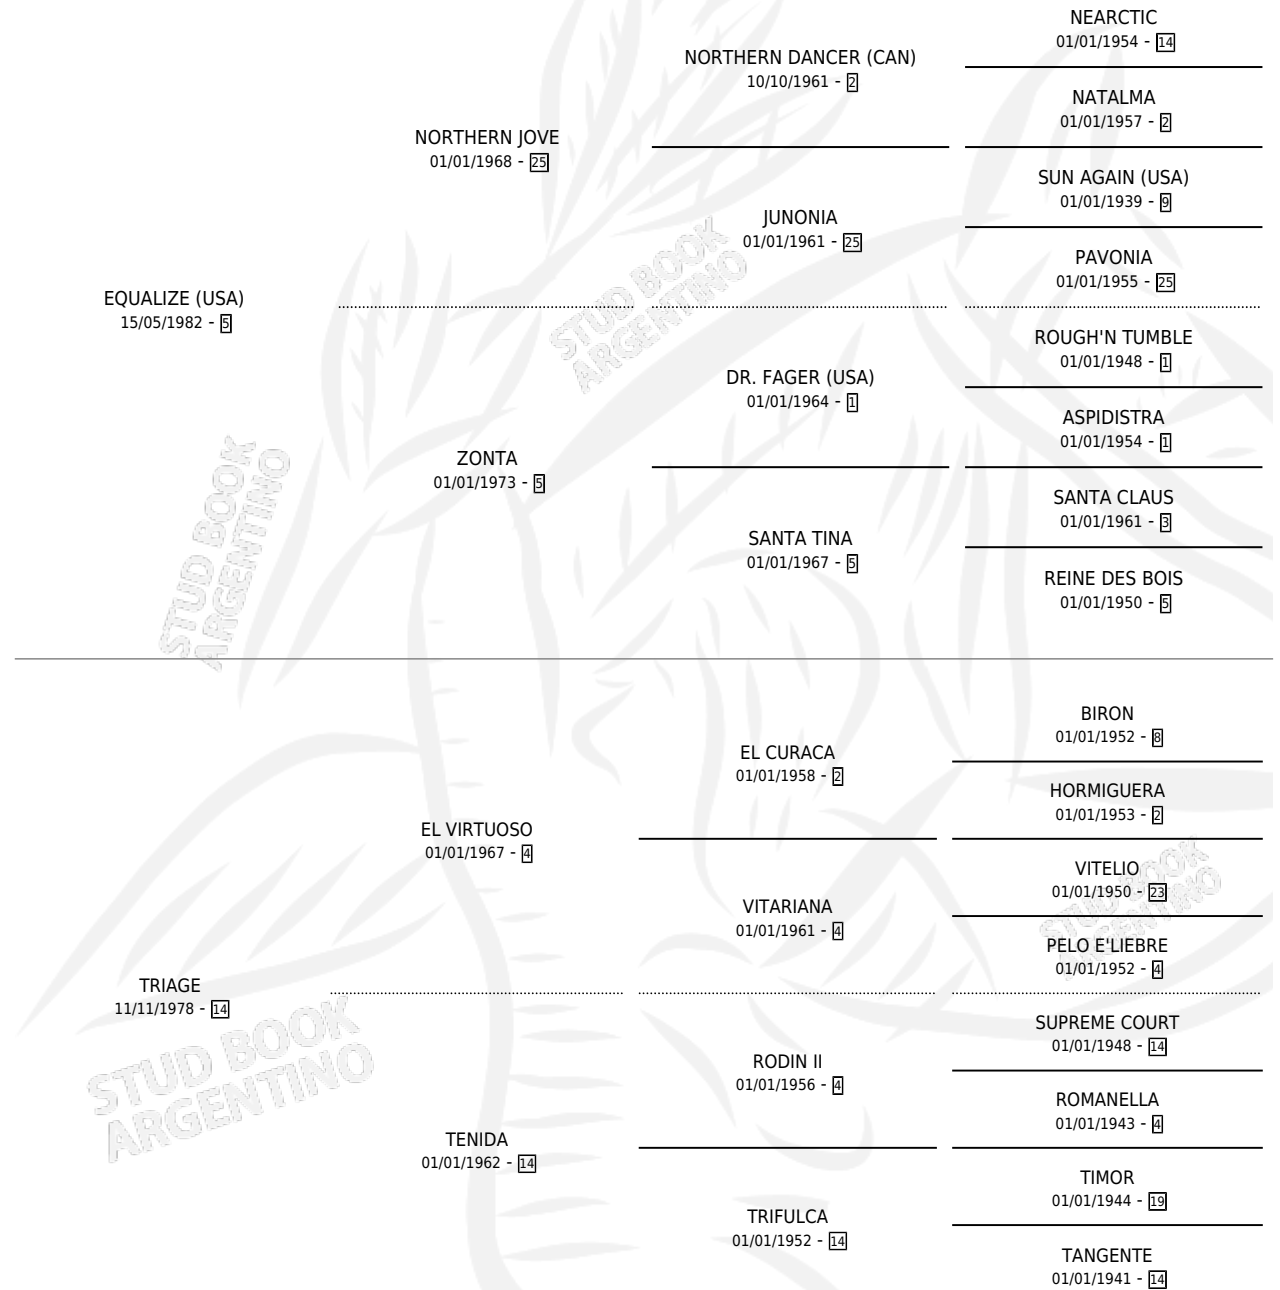 NEARCTIC
01/01/1954 - 14
NORTHERN DANCER (CAN)
10/10/1961 - 2
NATALMA
01/01/1957 - 2
NORTHERN JOVE
01/01/1968 - 25
SUN AGAIN (USA)
01/01/1939 - 9
JUNONIA
01/01/1961 - 25
PAVONIA
01/01/1955 - 25
EQUALIZE (USA)
15/05/1982 - 5
STUD BOOK
ARGENTINO
ROUGH'N TUMBLE
01/01/1948 - 1
DR. FAGER (USA)
01/01/1964 - 1
ASPIDISTRA
01/01/1954 - 1
ZONTA
01/01/1973 - 5
SANTA CLAUS
01/01/1961 - 3
SANTA TINA
01/01/1967 - 5
REINE DES BOIS
01/01/1950 - 5
STUD BOOK
ARGENTINO
BIRON
01/01/1952 - 8
EL CURACA
01/01/1958 - 2
HORMIGUERA
01/01/1953 - 2
EL VIRTUOSO
01/01/1967 - 4
VITELIO
01/01/1950 - 23
VITARIANA
01/01/1961 - 4
STUD BOOK
ARGENTINO
PELO E'LIEBRE
01/01/1952 - 4
TRIAGE
11/11/1978 - 14
SUPREME COURT
01/01/1948 - 14
RODIN II
01/01/1956 - 4
STUD BOOK
ARGENTINO
ROMANELLA
01/01/1943 - 4
TENIDA
01/01/1962 - 14
TIMOR
01/01/1944 - 19
TRIFULCA
01/01/1952 - 14
TANGENTE
01/01/1941 - 14